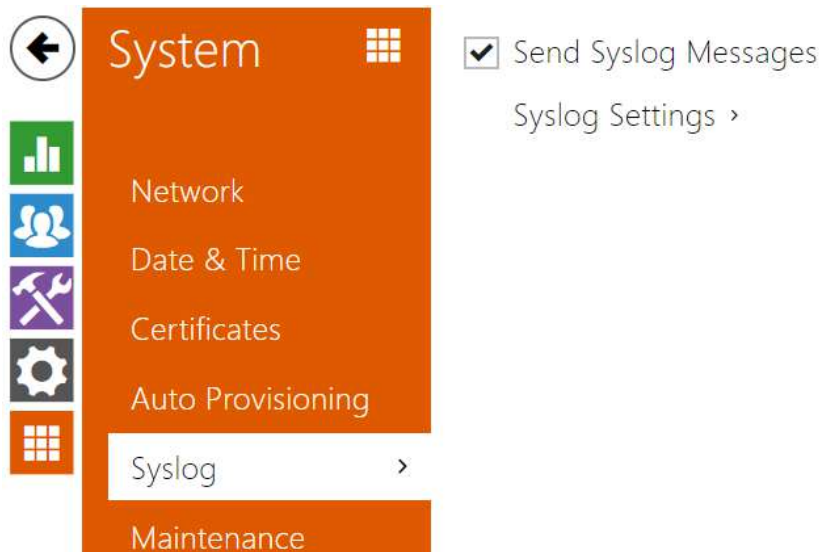 System
Network
Date & Time
Certificates
Auto Provisioning
Syslog
Maintenance
Send Syslog Messages
Syslog Settings